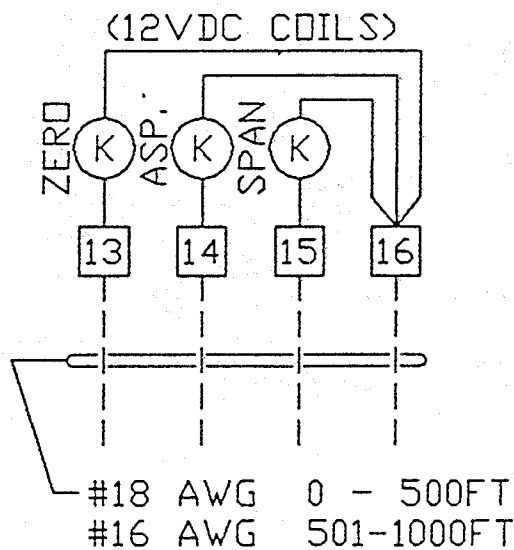 (12VDC COILS)
ZERO
ASP.
SPAN
K K K
13 14 15 16
#18 AWG 0 - 500FT
#16 AWG 501-1000FT